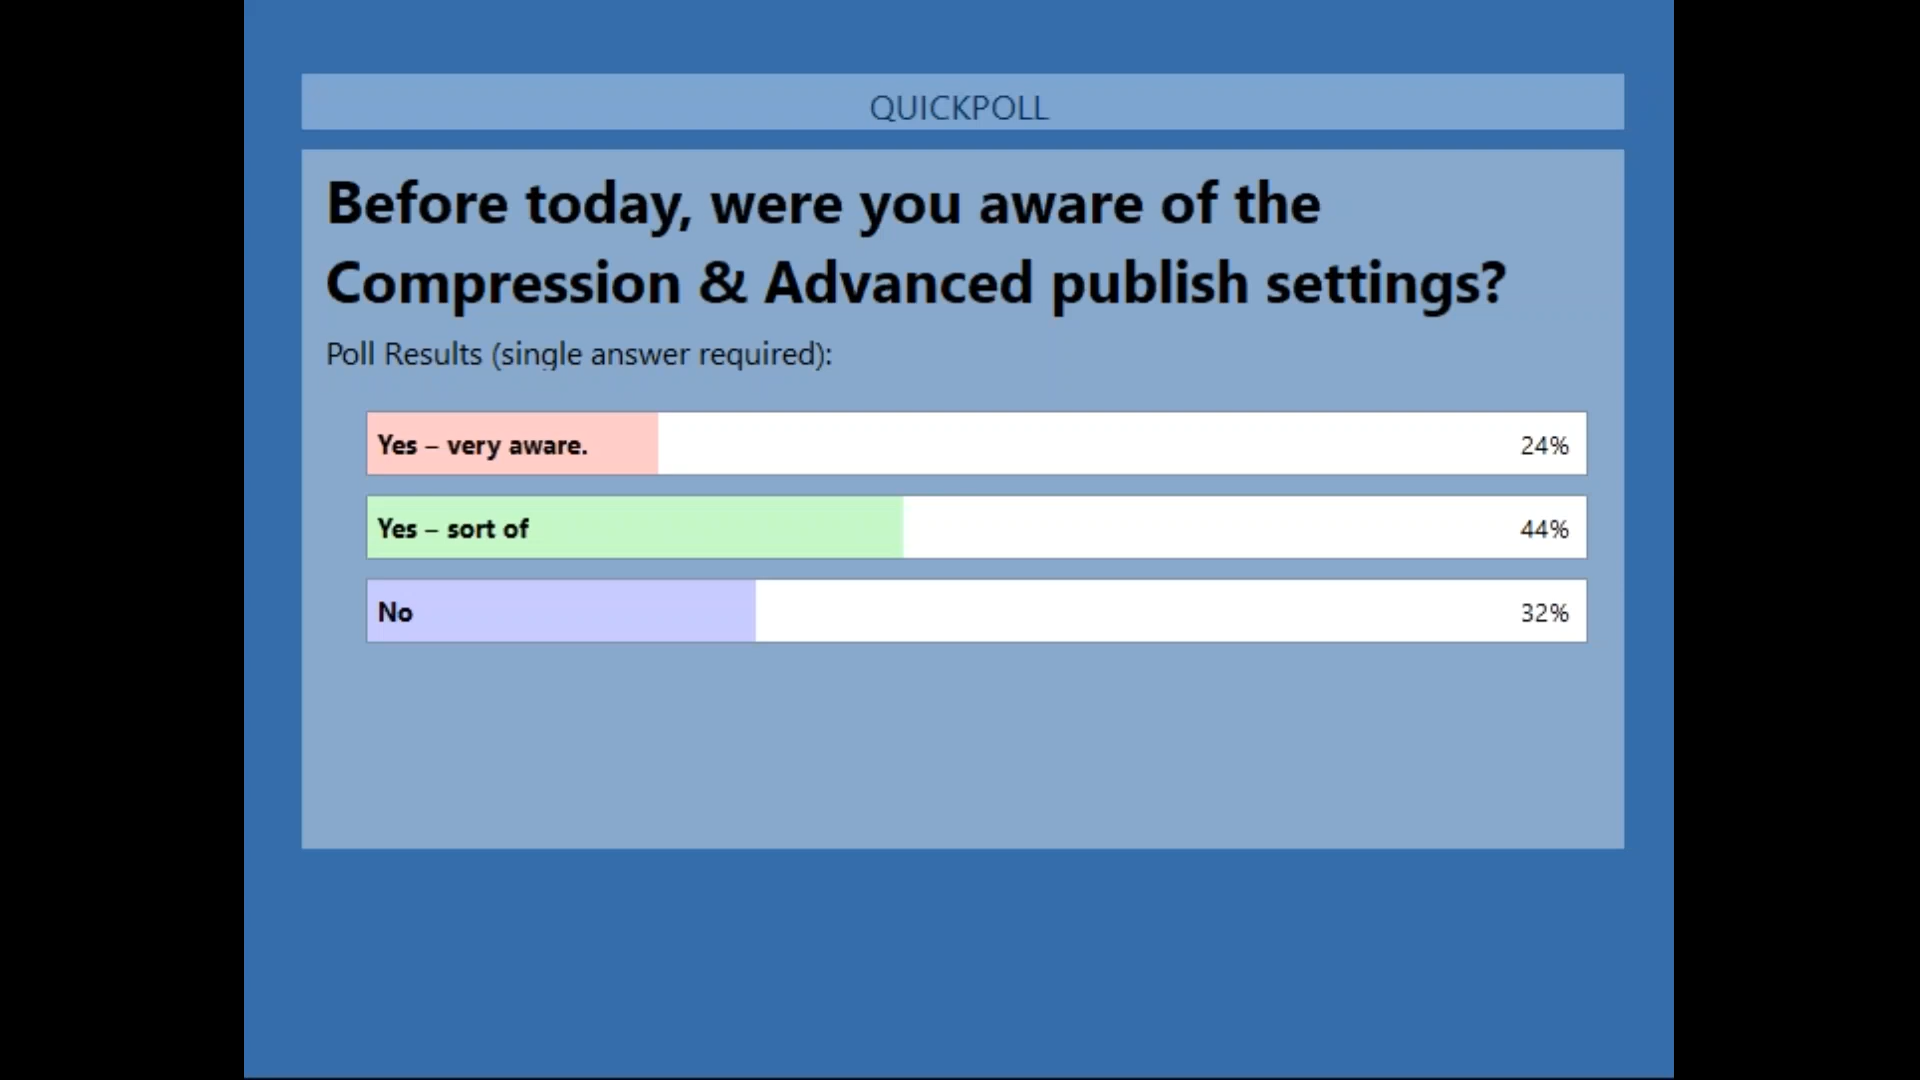 QUICKPOLL
Before today, were you aware of the
Compression & Advanced publish settings?
Poll Results (single answer required):
Yes – very aware. 24%
Yes – sort of 44%
No 32%